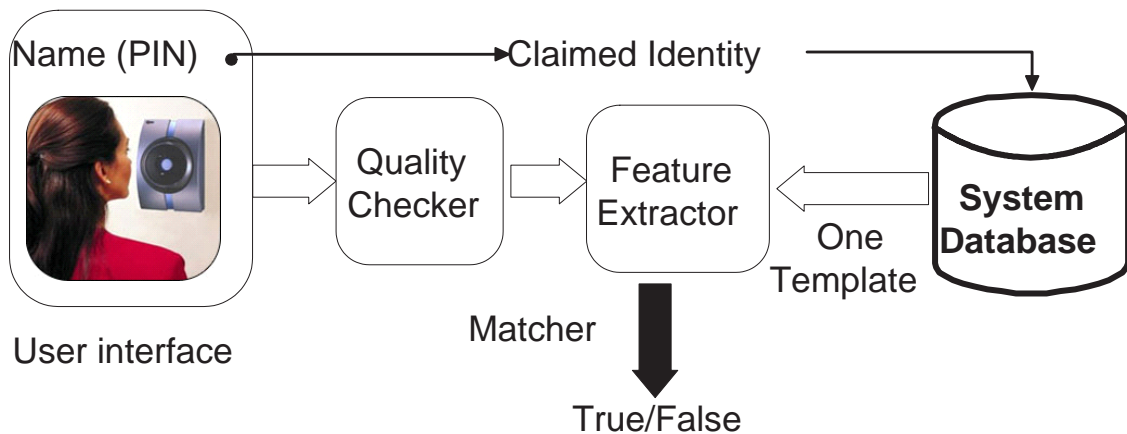 Name (PIN)
Claimed Identity
Quality
Checker
Feature
Extractor
One
Template
System
Database
User interface
Matcher
True/False